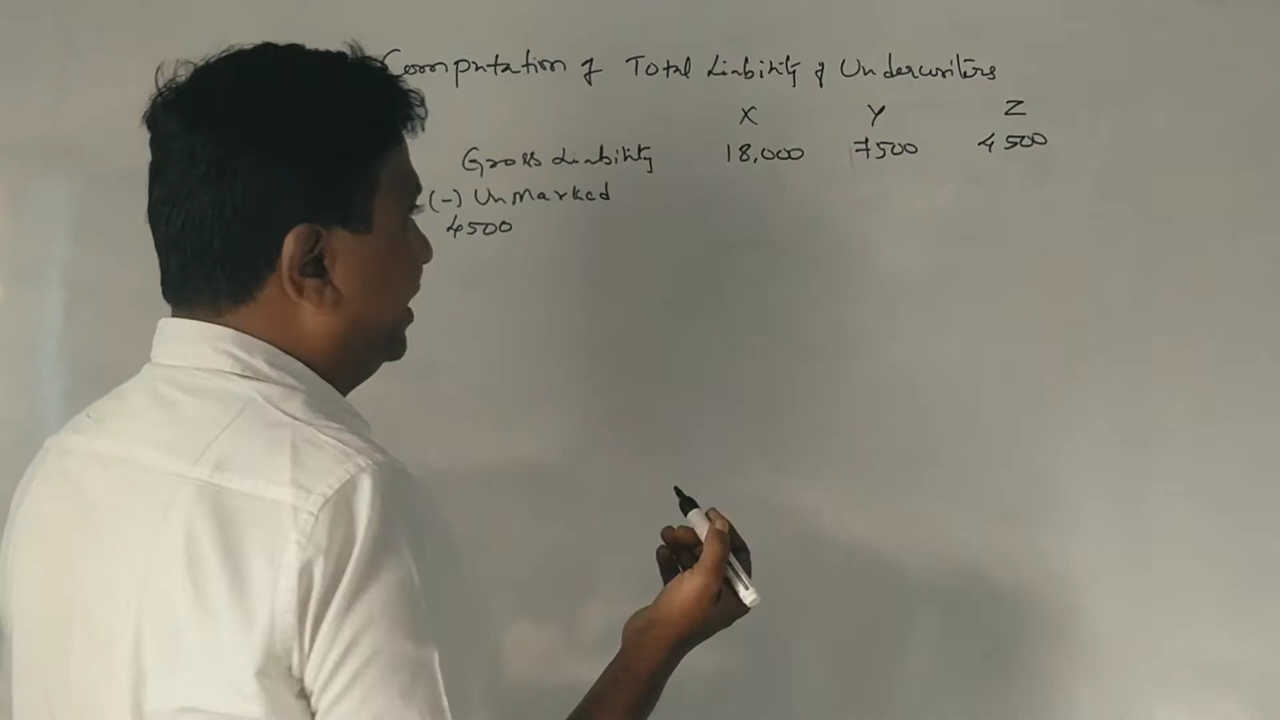 Computation of Total Liability of Underwriters
X Y Z
Gross Liability 18,000 7500 4500
(-) UnMarked
4500